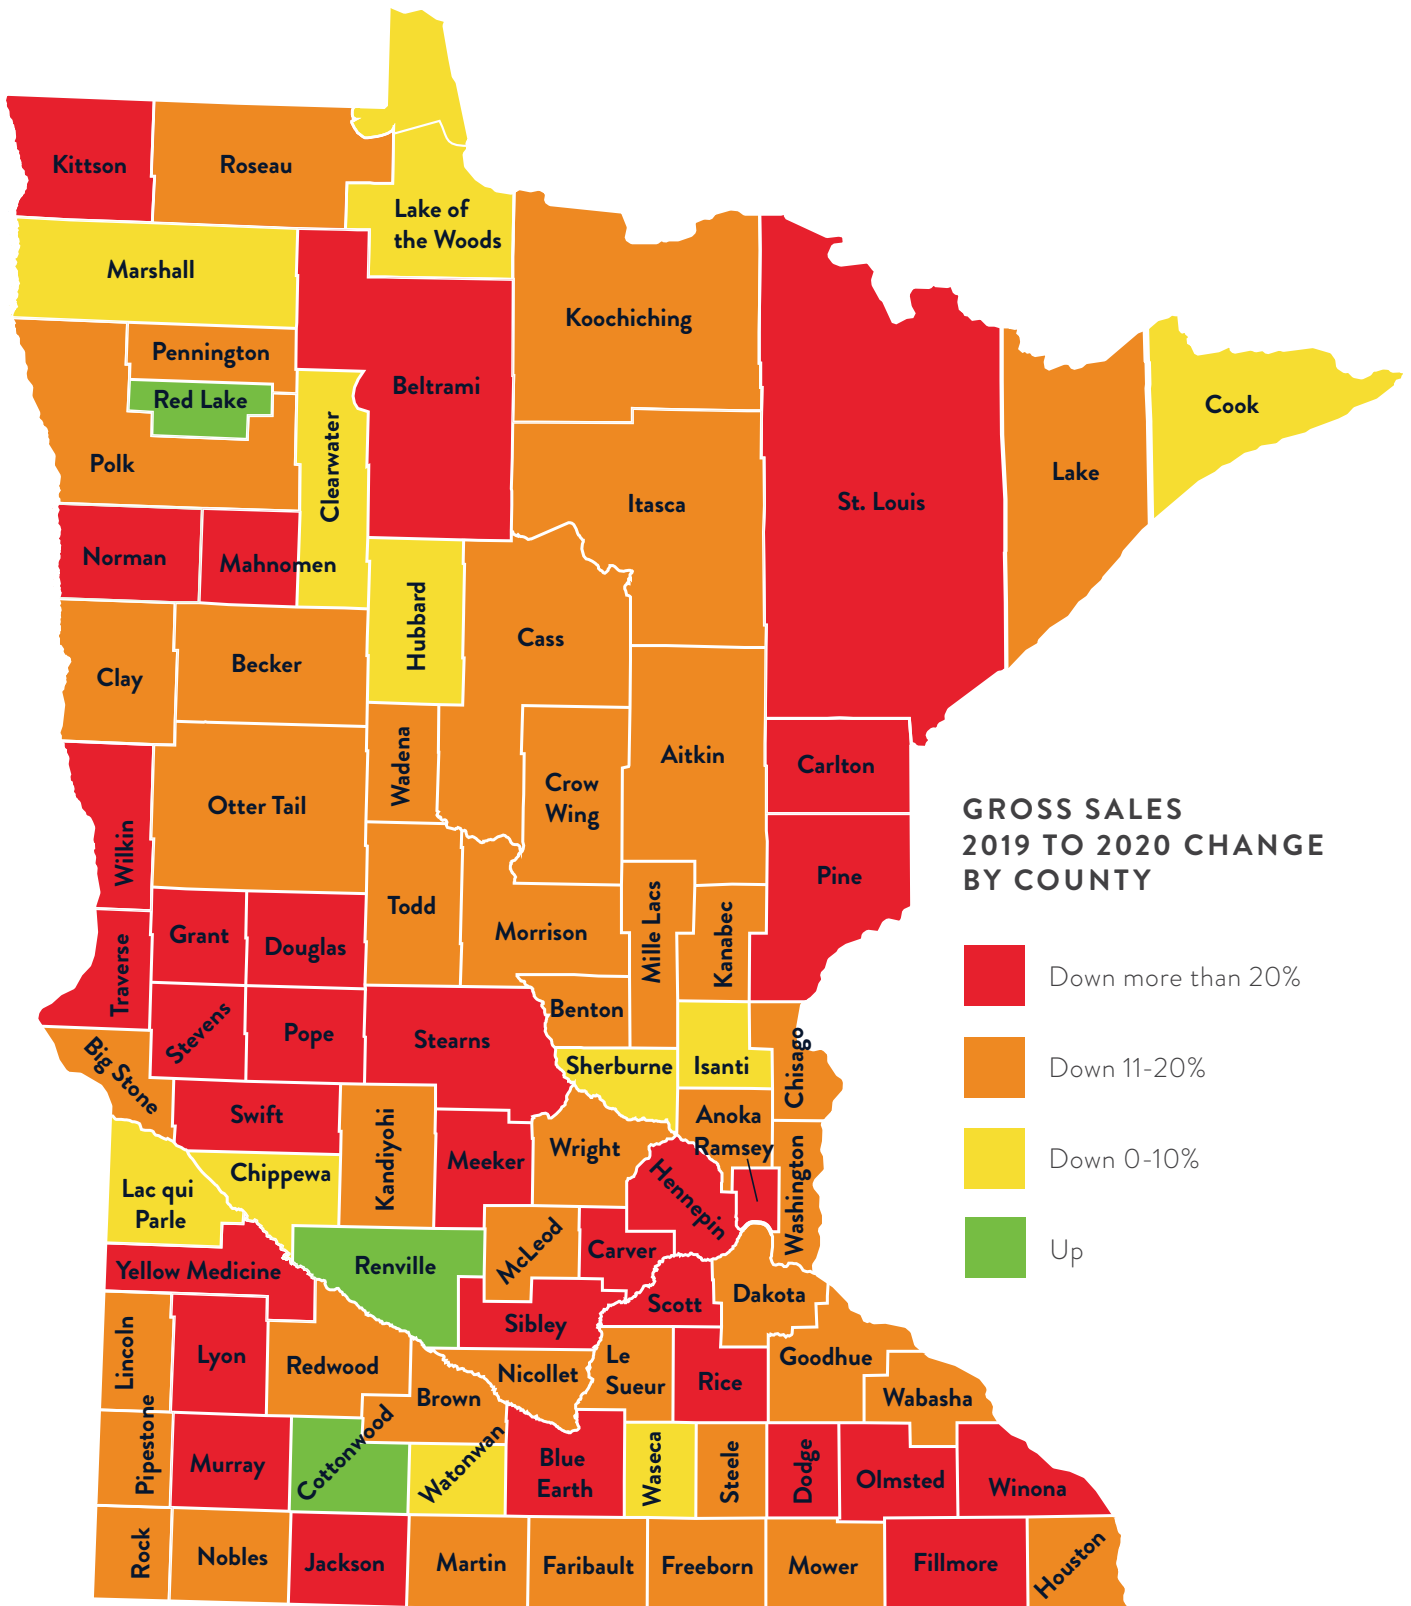 Kittson
Roseau
Lake of
the Woods
Marshall
Koochiching
Pennington
Red Lake
Beltrami
Cook
Clearwater
Polk
Lake
St. Louis
Itasca
Norman
Mahnomen
Hubbard
Cass
Clay
Becker
Wadena
Aitkin
Carlton
Crow
Wing
Otter Tail
Wilkin
Pine
GROSS SALES
2019 TO 2020 CHANGE
BY COUNTY
Down more than 20%
Down 11-20%
Down 0-10%
Up
Todd
Morrison
Mille Lacs
Kanabec
Grant
Douglas
Traverse
Stevens
Pope
Stearns
Benton
Sherburne
Isanti
Chisago
Big Stone
Swift
Kandiyohi
Meeker
Wright
Anoka
Ramsey
Hennepin
Washington
Chippewa
Lac qui
Parle
Yellow Medicine
Renville
McLeod
Carver
Scott
Dakota
Sibley
Lincoln
Lyon
Redwood
Nicollet
Le
Sueur
Rice
Goodhue
Wabasha
Brown
Pipestone
Murray
Cottonwood
Watonwan
Blue
Earth
Waseca
Steele
Dodge
Olmsted
Winona
Rock
Nobles
Jackson
Martin
Faribault
Freeborn
Mower
Fillmore
Houston